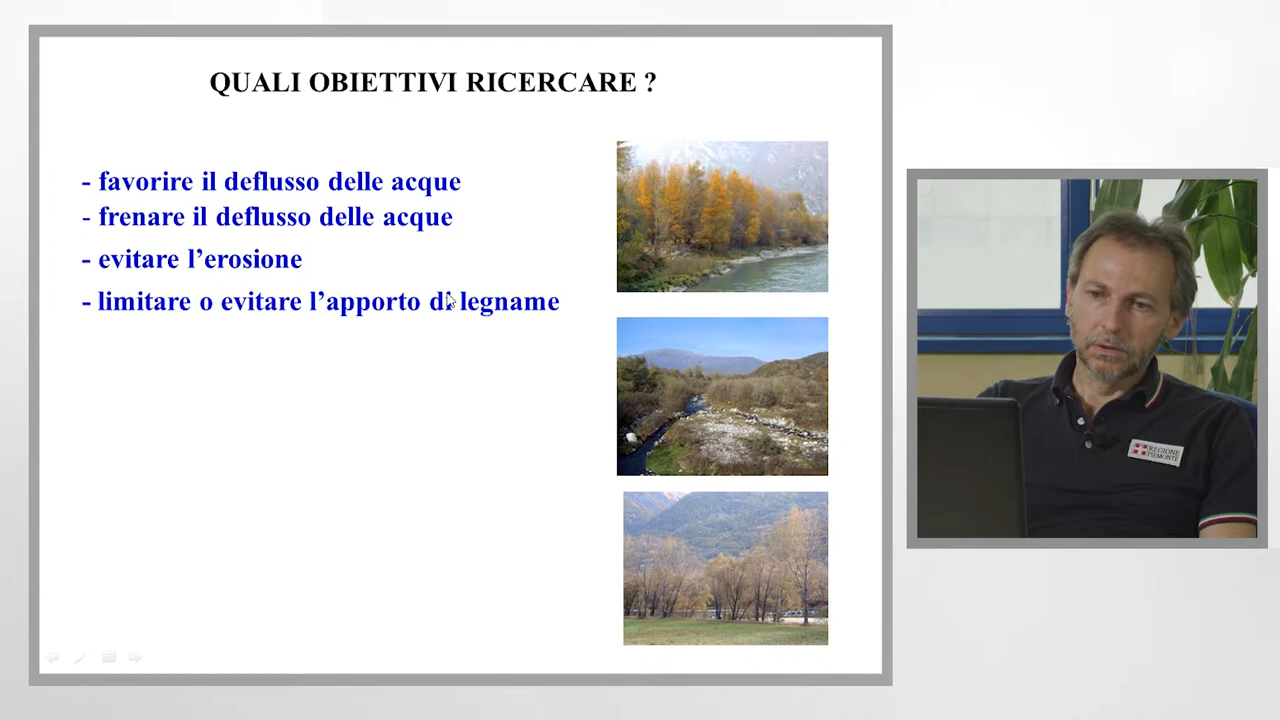 QUALI OBIETTIVI RICERCARE ?
- favorire il deflusso delle acque
- frenare il deflusso delle acque
- evitare l’erosione
- limitare o evitare l’apporto di legname
REGIONE
PIEMONTE